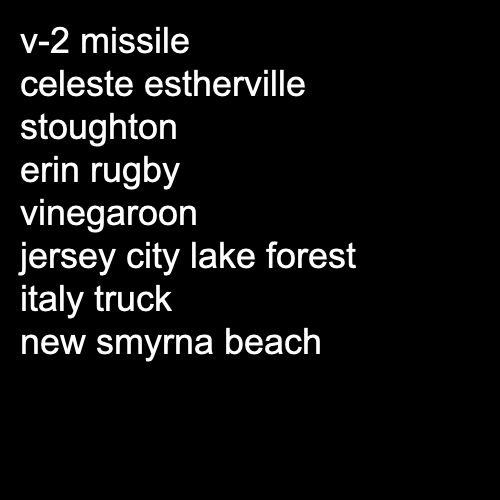 v-2 missile
celeste estherville
stoughton
erin rugby
vinegaroon
jersey city lake forest
italy truck
new smyrna beach